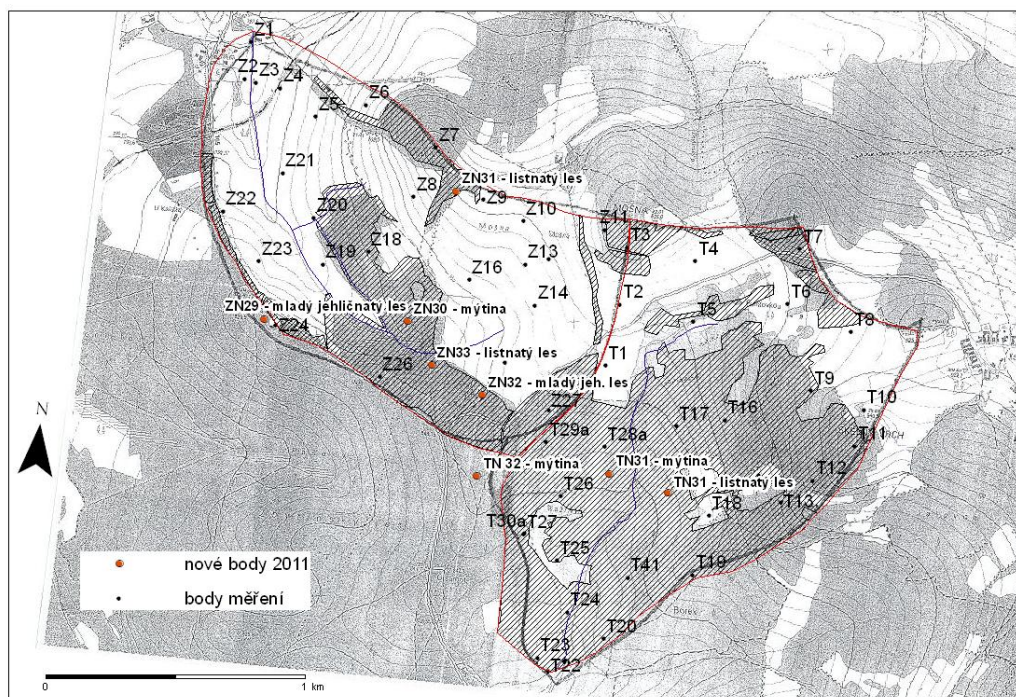 Z1
Z2
Z3
Z4
Z5
Z6
Z7
Z21
Z8
ZN31 - listnatý les
Z9
Z22
Z20
Z10
Z11
T3
T7
Z23
Z19
Z18
Z13
T4
Z16
Z14
T2
T6
ZN29 - mladý jehličnatý les
Z24
ZN30 - mýtina
T5
T8
ZN33 - listnatý les
T1
Z26
ZN32 - mladý jeh. les
T9
Z27
T10
T17
T16
N
T29a
T28a
T11
TN 32 - mýtina
TN31 - mýtina
T12
T26
TN31 - listnatý les
T13
T18
T30a
T27
T25
T41
T19
nové body 2011
T24
Borek
body měření
T20
T23
T22
0
1
km